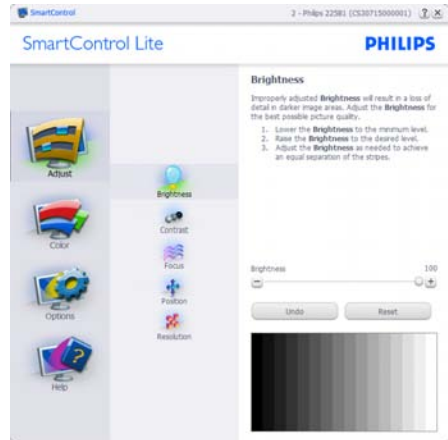 SmartControl
2 - Philips 225B1 (CS30715000001)
SmartControl Lite
PHILIPS
Adjust
Color
Options
Help
Brightness
Contrast
Focus
Position
Resolution
Brightness
Improperly adjusted Brightness will result in a loss of
detail in darker image areas. Adjust the Brightness for
the best possible picture quality.
1. Lower the Brightness to the minimum level.
2. Raise the Brightness to the desired level.
3. Adjust the Brightness as needed to achieve
an equal separation of the stripes.
Brightness 100
Undo
Reset